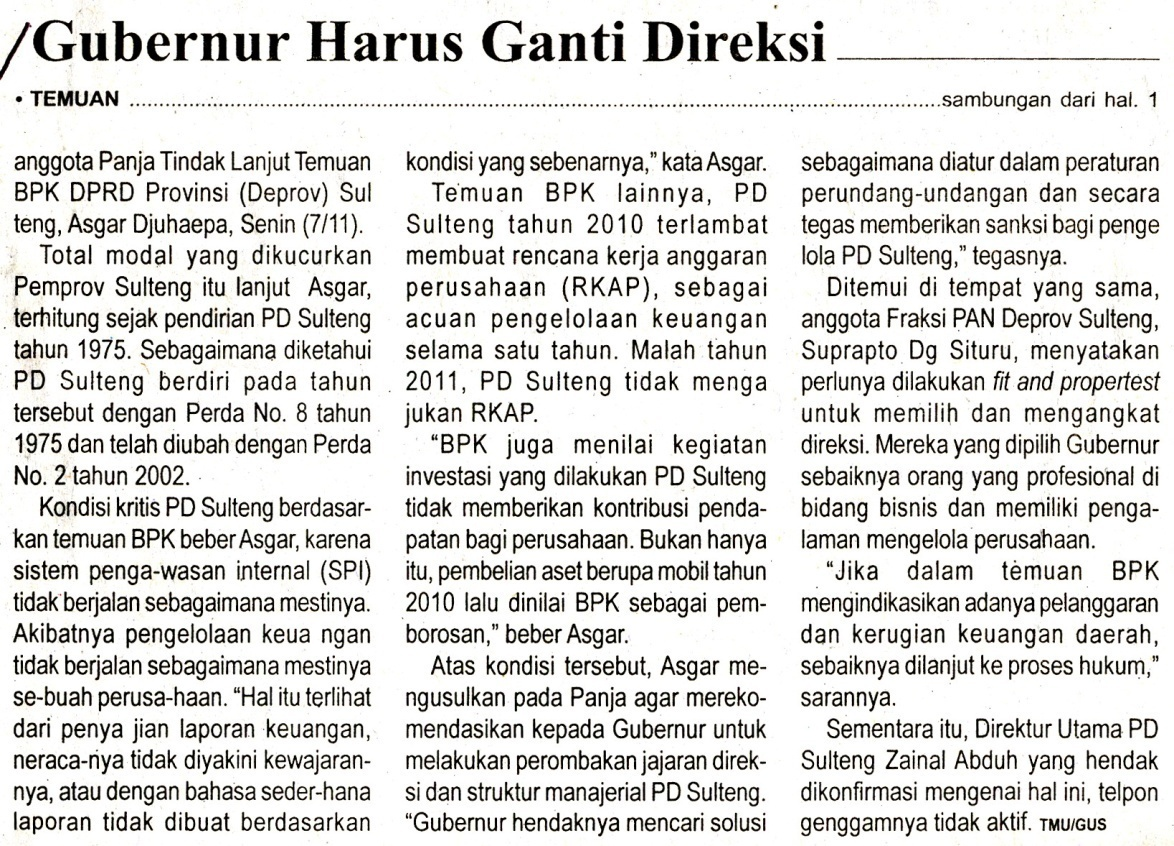 Gubernur Harus Ganti Direksi
• TEMUAN ...sambungan dari hal. 1
anggota Panja Tindak Lanjut Temuan
BPK DPRD Provinsi (Deprov) Sul
teng, Asgar Djuhaepa, Senin (7/11).
Total modal yang dikucurkan
Pemprov Sulteng itu lanjut Asgar,
terhitung sejak pendirian PD Sulteng
tahun 1975. Sebagaimana diketahui
PD Sulteng berdiri pada tahun
tersebut dengan Perda No. 8 tahun
1975 dan telah diubah dengan Perda
No. 2 tahun 2002.
Kondisi kritis PD Sulteng berdasar-
kan temuan BPK beber Asgar, karena
sistem penga-wasan internal (SPI)
tidak berjalan sebagaimana mestinya.
Akibatnya pengelolaan keua ngan
tidak berjalan sebagaimana mestinya
se-buah perusa-haan. “Hal itu terlihat
dari penya jian laporan keuangan,
neraca-nya tidak diyakini kewajaran-
nya, atau dengan bahasa seder-hana
laporan tidak dibuat berdasarkan
kondisi yang sebenarnya,” kata Asgar.
Temuan BPK lainnya, PD
Sulteng tahun 2010 terlambat
membuat rencana kerja anggaran
perusahaan (RKAP), sebagai
acuan pengelolaan keuangan
selama satu tahun. Malah tahun
2011, PD Sulteng tidak menga
jukan RKAP.
“BPK juga menilai kegiatan
investasi yang dilakukan PD Sulteng
tidak memberikan kontribusi penda-
patan bagi perusahaan. Bukan hanya
itu, pembelian aset berupa mobil tahun
2010 lalu dinilai BPK sebagai pem-
borosan,” beber Asgar.
Atas kondisi tersebut, Asgar me-
ngusulkan pada Panja agar mereko-
mendasikan kepada Gubernur untuk
melakukan perombakan jajaran direk-
si dan struktur manajerial PD Sulteng.
“Gubernur hendaknya mencari solusi
sebagaimana diatur dalam peraturan
perundang-undangan dan secara
tegas memberikan sanksi bagi penge
lola PD Sulteng,” tegasnya.
Ditemui di tempat yang sama,
anggota Fraksi PAN Deprov Sulteng,
Suprapto Dg Situru, menyatakan
perlunya dilakukan fit and propertest
untuk memilih dan mengangkat
direksi. Mereka yang dipilih Gubernur
sebaiknya orang yang profesional di
bidang bisnis dan memiliki penga-
laman mengelola perusahaan.
“Jika dalam temuan BPK
mengindikasikan adanya pelanggaran
dan kerugian keuangan daerah,
sebaiknya dilanjut ke proses hukum,”
sarannya.
Sementara itu, Direktur Utama PD
Sulteng Zainal Abduh yang hendak
dikonfirmasi mengenai hal ini, telpon
genggamnya tidak aktif. TMU/GUS